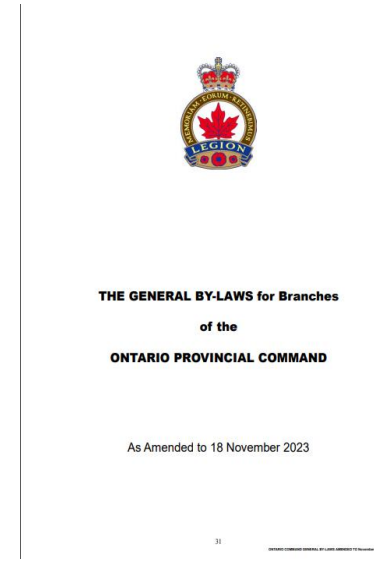 MEMORIAM EORUM RETINEBIMUS
LEGION
THE GENERAL BY-LAWS for Branches
of the
ONTARIO PROVINCIAL COMMAND
As Amended to 18 November 2023
31
ONTARIO COMMAND GENERAL BY-LAWS AMENDED TO November